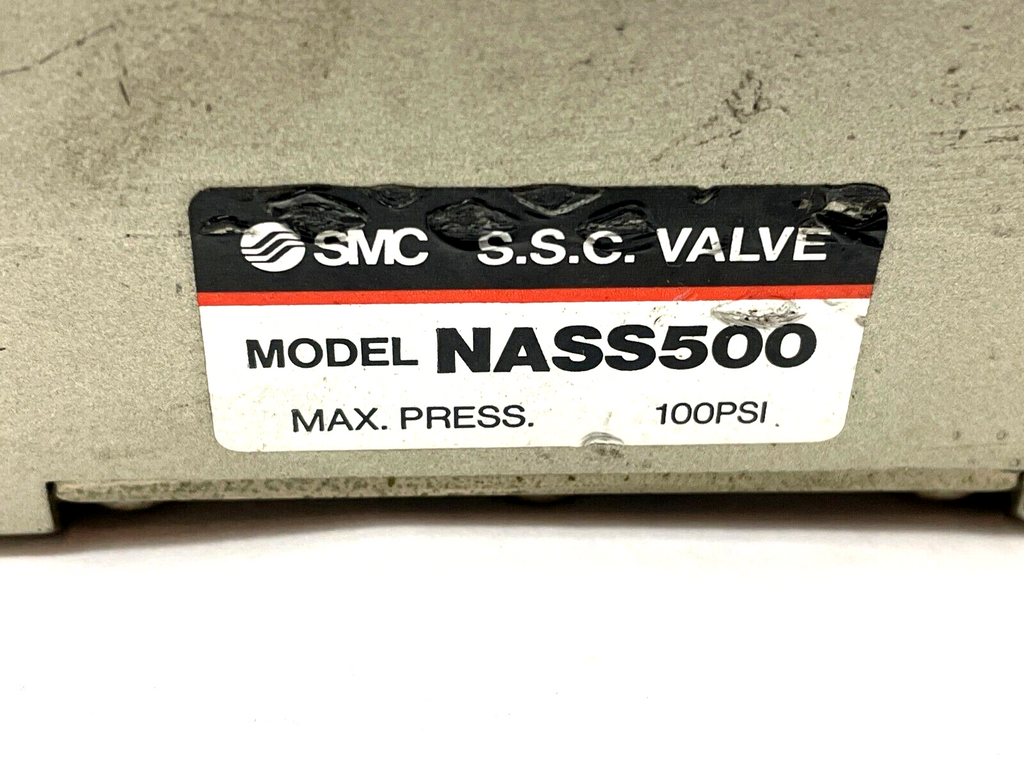 SMC S.S.C. VALVE
MODEL NASS500
MAX. PRESS. 100PSI